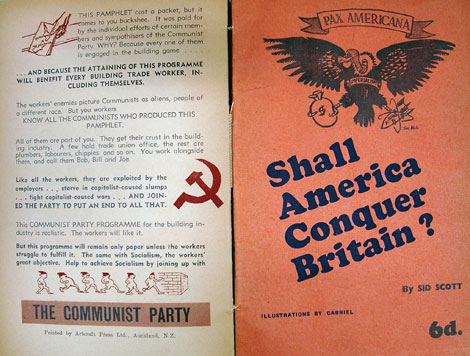 THIS PAMPHLET cost a packet, but it
comes to you buckshee. It was paid for
by the individual efforts of certain mem-
bers and sympathisers of the Communist
Party. WHY? Because every one of them
is engaged in the building game ....
...AND BECAUSE THE ATTAINING OF THIS PROGRAMME
WILL BENEFIT EVERY BUILDING TRADE WORKER, IN-
CLUDING THEMSELVES.
The workers' enemies picture Communists as aliens, people of
a different race. But you workers
KNOW ALL THE COMMUNISTS WHO PRODUCED THIS
PAMPHLET.
All of them are part of you. They get their crust in the build-
ing industry. A few hold trade union office, the rest are
plumbers, labourers, chippies, and so on. You work alongside
them, and call them Bob, Bill and Joe.
Like all the workers, they are exploited by the
employers ... starve in capitalist-caused slumps
... fight capitalist-caused wars ... AND JOIN-
ED THE PARTY TO PUT AN END TO ALL THAT.
This COMMUNIST PARTY PROGRAMME for the building in-
dustry is realistic. The workers will like it.
But this programme will remain only paper unless the workers
struggle to fulfill it. The same with Socialism, the workers'
great objective. Help to achieve Socialism by joining up with
THE COMMUNIST PARTY
Printed by Artcraft Press Ltd., Auckland, N.Z.
PAX AMERICANA
Shall
America
Conquer
Britain?
By SID SCOTT
ILLUSTRATIONS BY GABRIEL
6d.